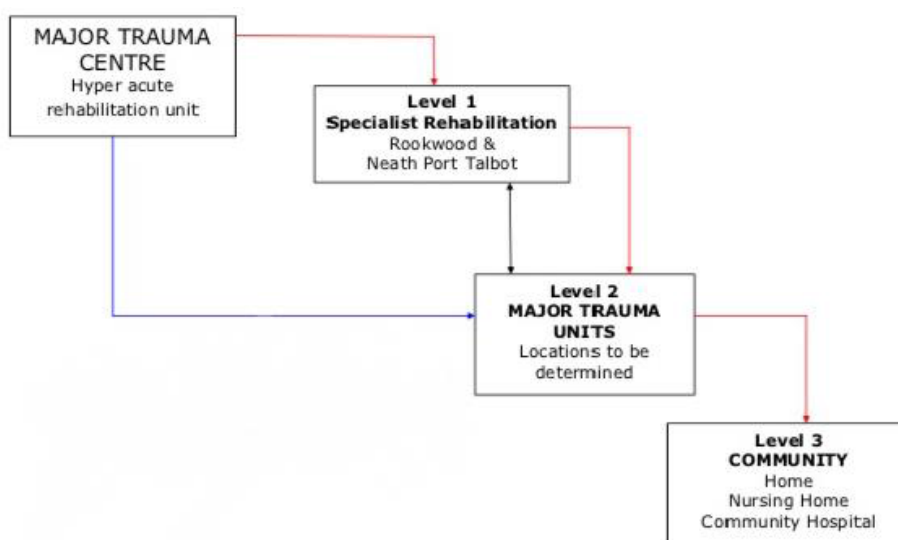 MAJOR TRAUMA
CENTRE
Hyper acute
rehabilitation unit
Level 1
Specialist Rehabilitation
Rookwood &
Neath Port Talbot
Level 2
MAJOR TRAUMA
UNITS
Locations to be
determined
Level 3
COMMUNITY
Home
Nursing Home
Community Hospital